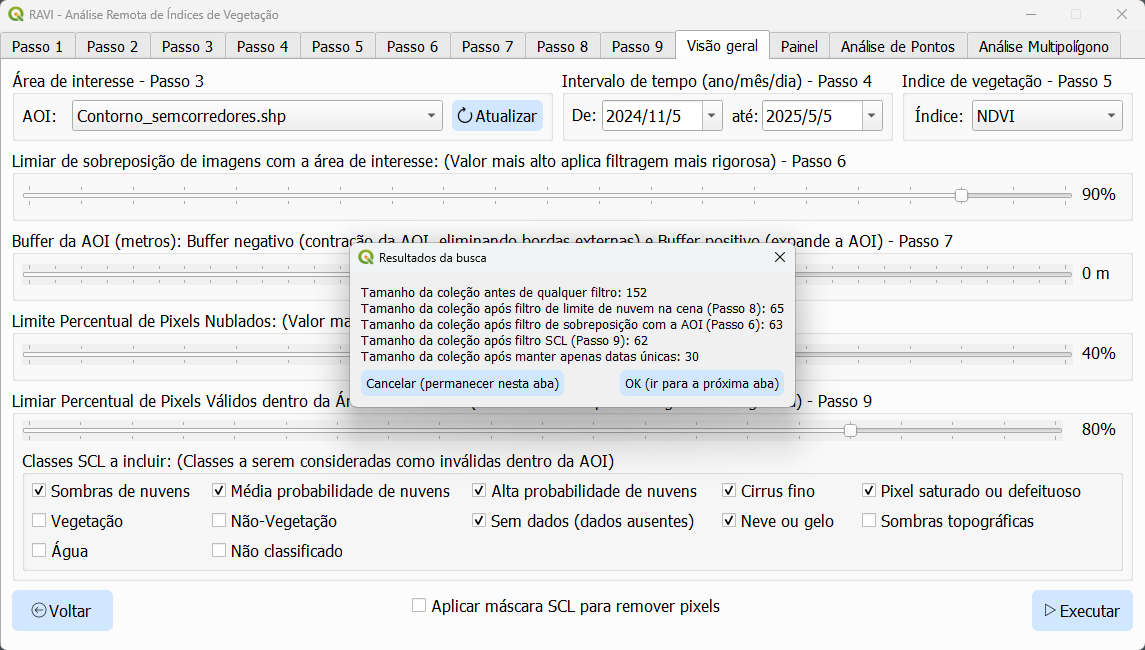 RAVI - Análise Remota de Índices de Vegetação
Passo 1 Passo 2 Passo 3 Passo 4 Passo 5 Passo 6 Passo 7 Passo 8 Passo 9 Visão geral Painel Análise de Pontos Análise Multipolígono
Área de interesse - Passo 3 Intervalo de tempo (ano/mês/dia) - Passo 4 Indice de vegetação - Passo 5
AOI: Contorno_semcorredores.shp Atualizar De: 2024/11/5 até: 2025/5/5 Índice: NDVI
Limiar de sobreposição de imagens com a área de interesse: (Valor mais alto aplica filtragem mais rigorosa) - Passo 6
90%
Buffer da AOI (metros): Buffer negativo (contração da AOI, eliminando bordas externas) e Buffer positivo (expande a AOI) - Passo 7
0 m
Resultados da busca
Tamanho da coleção antes de qualquer filtro: 152
Tamanho da coleção após filtro de limite de nuvem na cena (Passo 8): 65
Tamanho da coleção após filtro de sobreposição com a AOI (Passo 6): 63
Tamanho da coleção após filtro SCL (Passo 9): 62
Tamanho da coleção após manter apenas datas únicas: 30
Cancelar (permanecer nesta aba) OK (ir para a próxima aba)
Limite Percentual de Pixels Nublados: (Valor
40%
Limiar Percentual de Pixels Válidos dentro da - Passo 9
80%
Classes SCL a incluir: (Classes a serem consideradas como inválidas dentro da AOI)
Sombras de nuvens Média probabilidade de nuvens Alta probabilidade de nuvens Cirrus fino Pixel saturado ou defeituoso
Vegetação Não-Vegetação Sem dados (dados ausentes) Neve ou gelo Sombras topográficas
Água Não classificado
Voltar Aplicar máscara SCL para remover pixels Executar